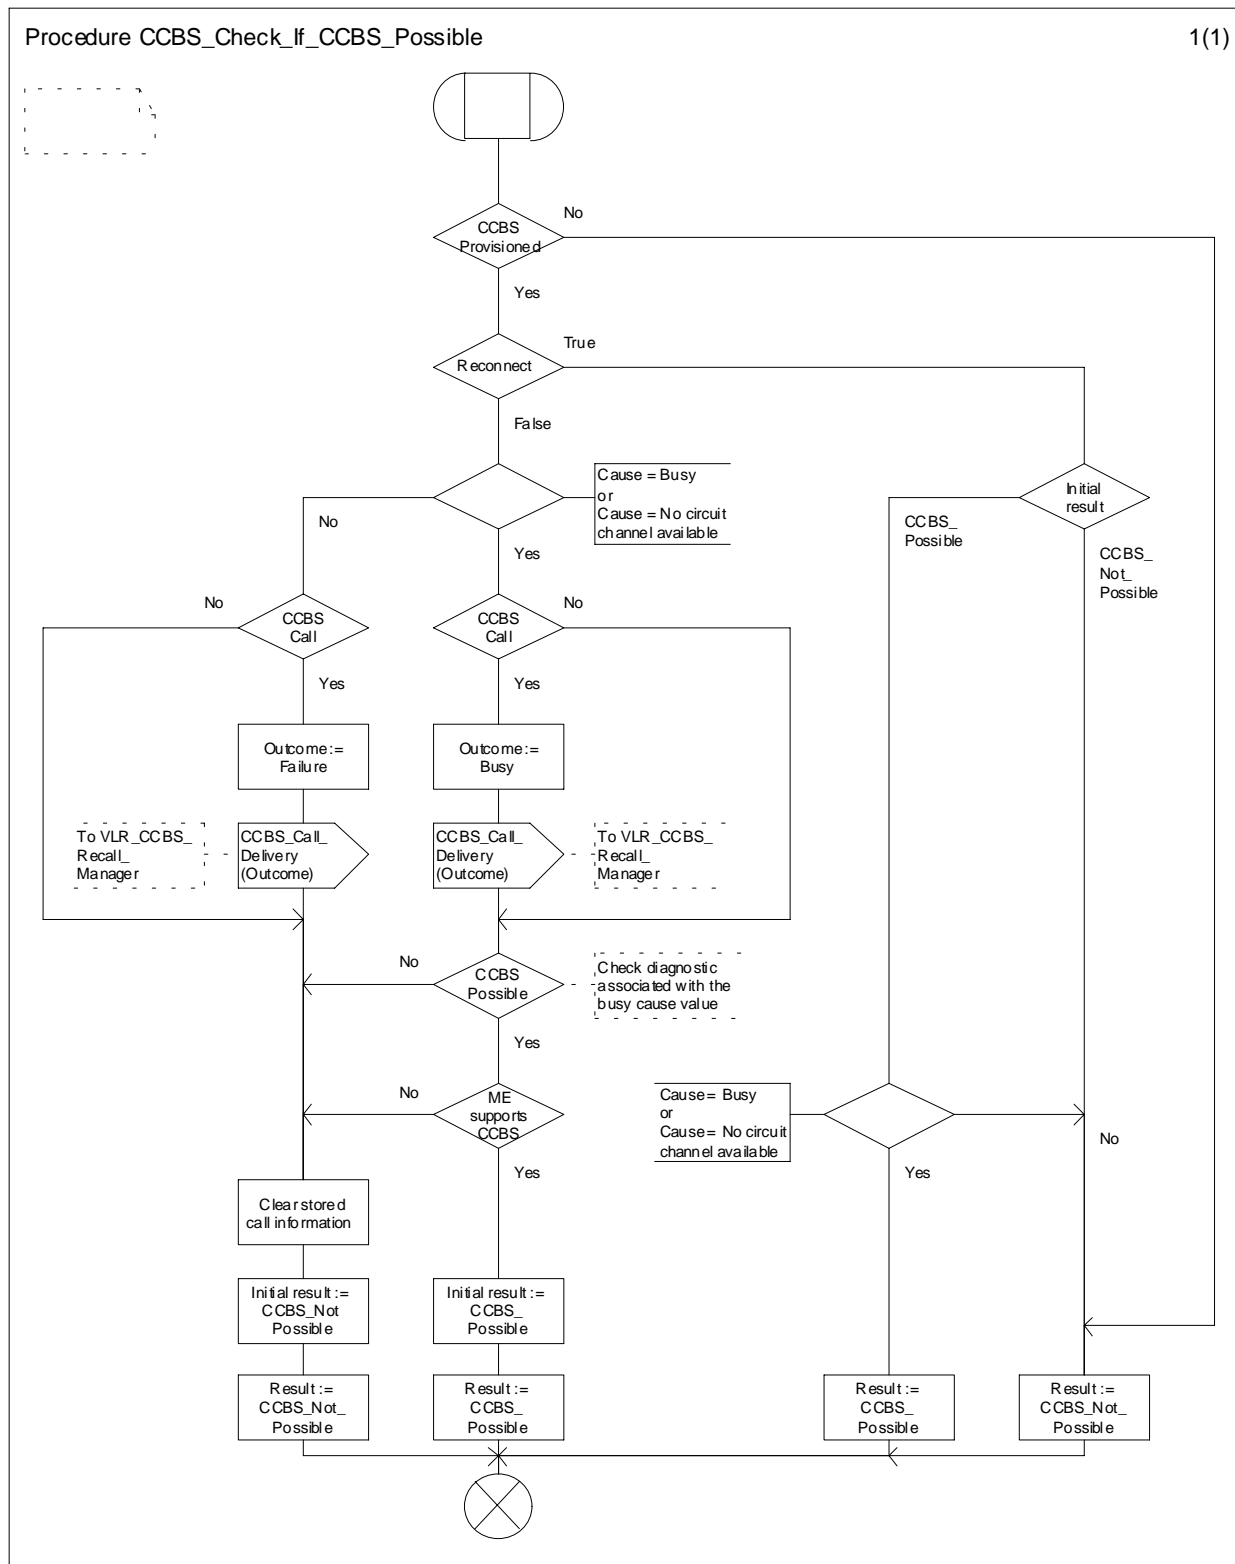 Procedure CCBS_Check_If_CCBS_Possible
1(1)
No
CCBS
Provisioned
Yes
True
Reconnect
False
Cause = Busy
or
Cause = No circuit
channel available
Initial
result
No
Yes
CCBS_
Possible
CCBS_
Not_
Possible
No
CCBS
Call
No
CCBS
Call
Yes
Yes
Outcome :=
Failure
Outcome :=
Busy
To VLR_CCBS_
Recall_
Manager
CCBS_Call_
Delivery
(Outcome)
CCBS_Call_
Delivery
(Outcome)
To VLR_CCBS_
Recall_
Manager
No
CCBS
Possible
Check diagnostic
associated with the
busy cause value
Yes
No
ME
supports
CCBS
Cause = Busy
or
Cause = No circuit
channel available
No
Yes
Yes
Clear stored
call information
Initial result :=
CCBS_Not
Possible
Initial result :=
CCBS_
Possible
Result :=
CCBS_Not_
Possible
Result :=
CCBS_
Possible
Result :=
CCBS_
Possible
Result :=
CCBS_Not_
Possible